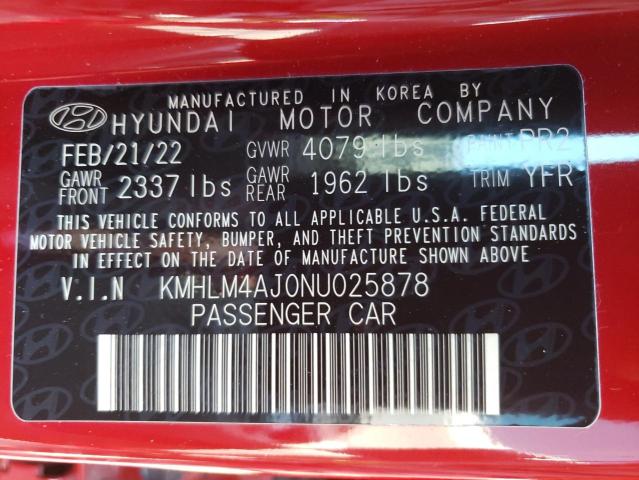 MANUFACTURED IN KOREA BY
HYUNDAI MOTOR COMPANY
FEB/21/22 GVWR 4079 lbs PAINT PR2
GAWR FRONT 2337 lbs GAWR REAR 1962 lbs TRIM YFR
THIS VEHICLE CONFORMS TO ALL APPLICABLE U.S.A. FEDERAL
MOTOR VEHICLE SAFETY, BUMPER, AND THEFT PREVENTION STANDARDS
IN EFFECT ON THE DATE OF MANUFACTURE SHOWN ABOVE
V.I.N KMHLM4AJ0NU025878
PASSENGER CAR